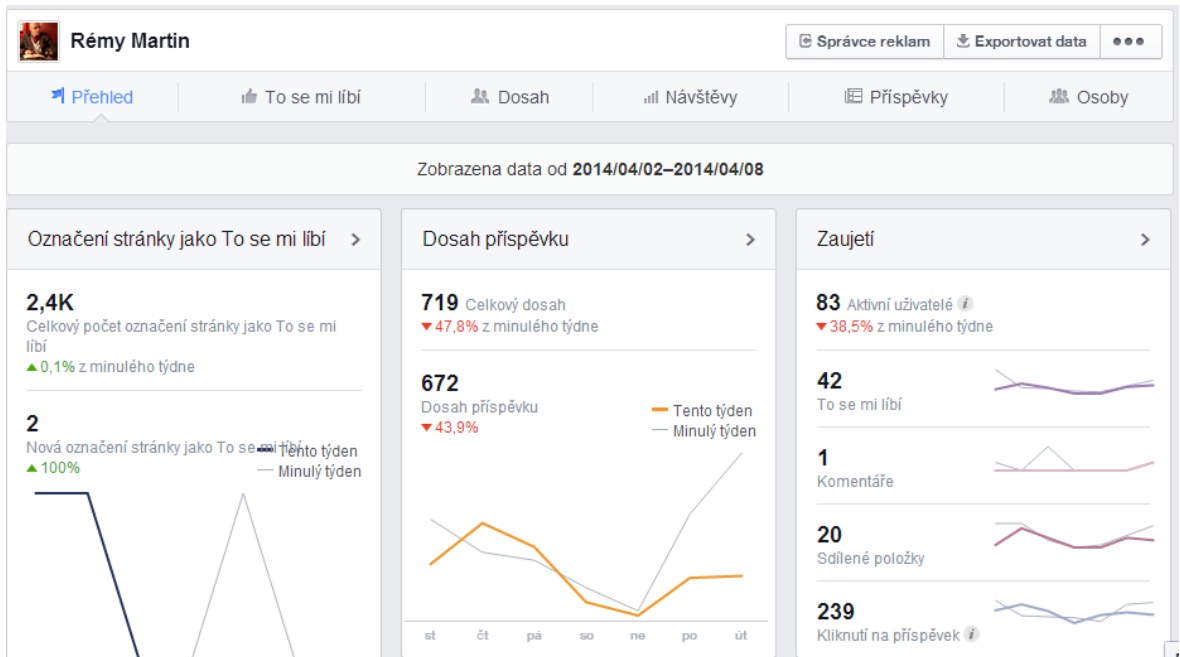 Rémy Martin
Správce reklam
Exportovat data
Přehled
To se mi líbí
Dosah
Návštěvy
Příspěvky
Osoby
Zobrazena data od 2014/04/02–2014/04/08
Označení stránky jako To se mi líbí
2,4K
Celkový počet označení stránky jako To se mi
líbí
0,1% z minulého týdne
2
Nová označení stránky jako To se mi líbí
100%
Tento týden
Minulý týden
Dosah příspěvku
719 Celkový dosah
47,8% z minulého týdne
672
Dosah příspěvku
43,9%
Tento týden
Minulý týden
st čt pá so ne po út
Zaujetí
83 Aktivní uživatelé i
38,5% z minulého týdne
42
To se mi líbí
1
Komentáře
20
Sdílené položky
239
Kliknutí na příspěvek i